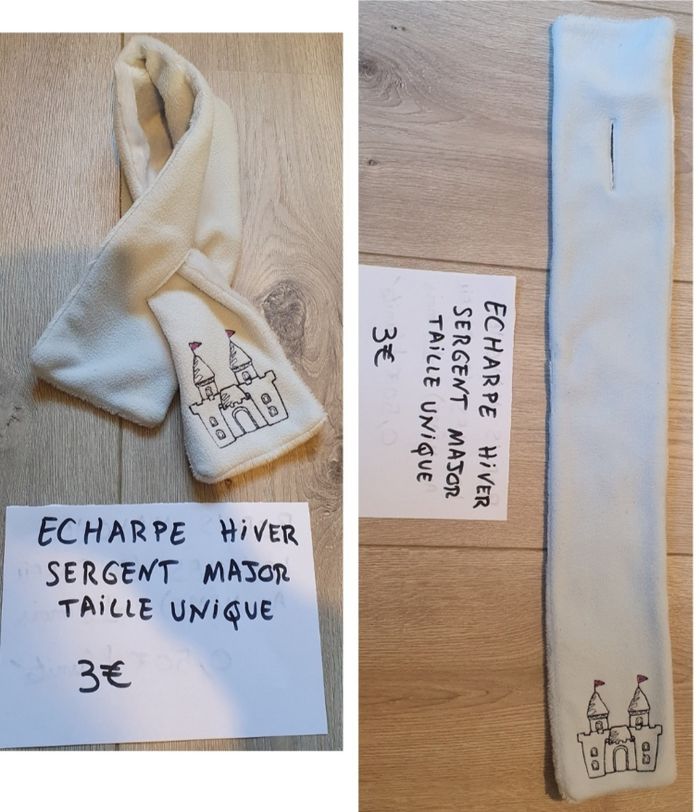 ECHARPE HIVER
SERGENT MAJOR
TAILLE UNIQUE
3€
ECHARPE HIVER
SERGENT MAJOR
TAILLE UNIQUE
3€